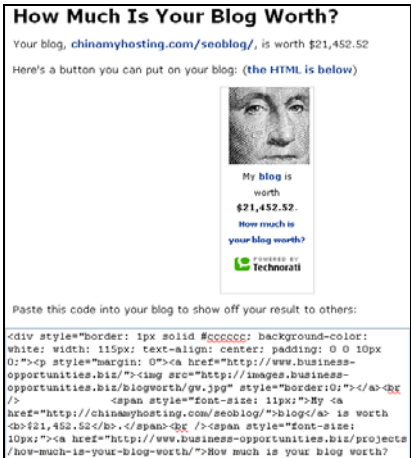 How Much Is Your Blog Worth?
Your blog, chinamyhosting.com/seoblog/, is worth $21,452.52
Here's a button you can put on your blog: (the HTML is below)
My blog is
worth
$21,452.52.
How much is
your blog worth?
POWERED BY
Technorati
Paste this code into your blog to show off your result to others:
<div style="border: 1px solid #cccccc; background-color:
white; width: 115px; text-align: center; padding: 0 0 10px
0;"><p style="margin: 0"><a href="http://www.business-
opportunities.biz/"><img src="http://images.business-
opportunities.biz/blogworth/gw.jpg" style="border:0;"></a><br
/> <span style="font-size: 11px;">My <a
href="http://chinamyhosting.com/seoblog/">blog</a> is worth
<b>$21,452.52</b>.</span><br /><span style="font-size:
10px;"><a href="http://www.business-opportunities.biz/projects
/how-much-is-your-blog-worth/">How much is your blog worth?